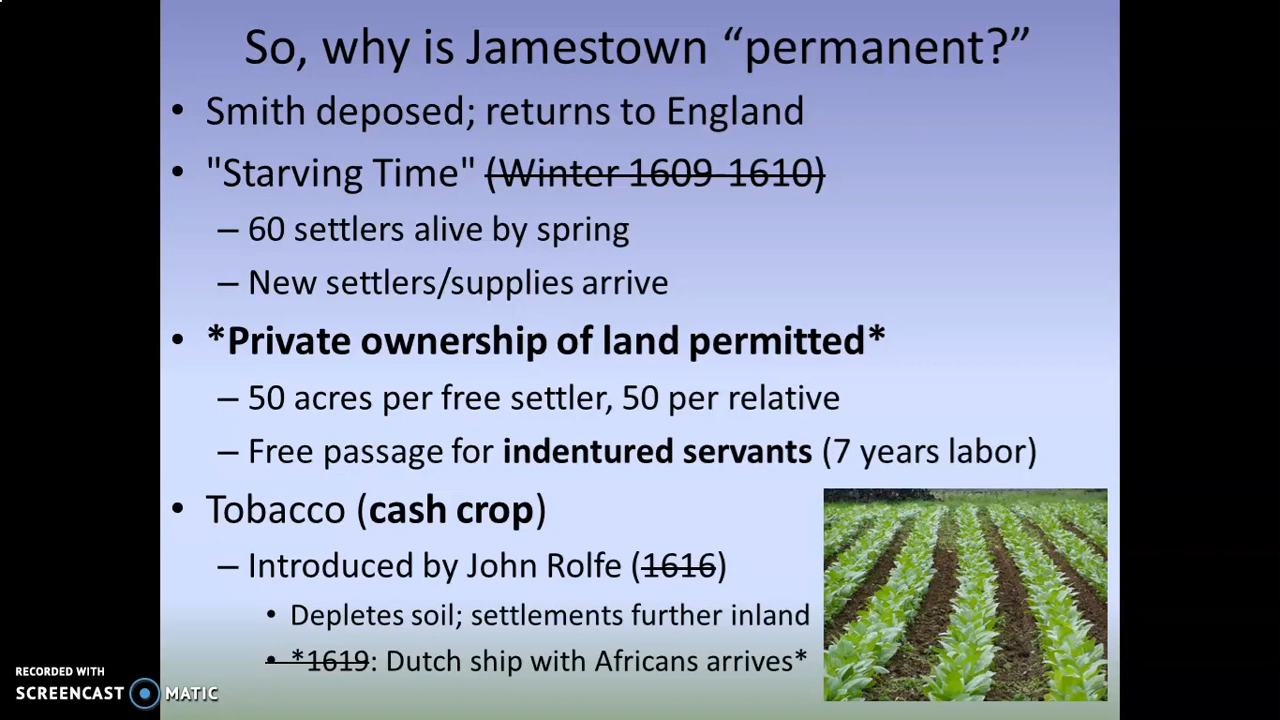 So, why is Jamestown “permanent?”
• Smith deposed; returns to England
• "Starving Time" (Winter 1609-1610)
– 60 settlers alive by spring
– New settlers/supplies arrive
• *Private ownership of land permitted*
– 50 acres per free settler, 50 per relative
– Free passage for indentured servants (7 years labor)
• Tobacco (cash crop)
– Introduced by John Rolfe (1616)
• Depletes soil; settlements further inland
• *1619: Dutch ship with Africans arrives*
RECORDED WITH
SCREENCAST MATIC